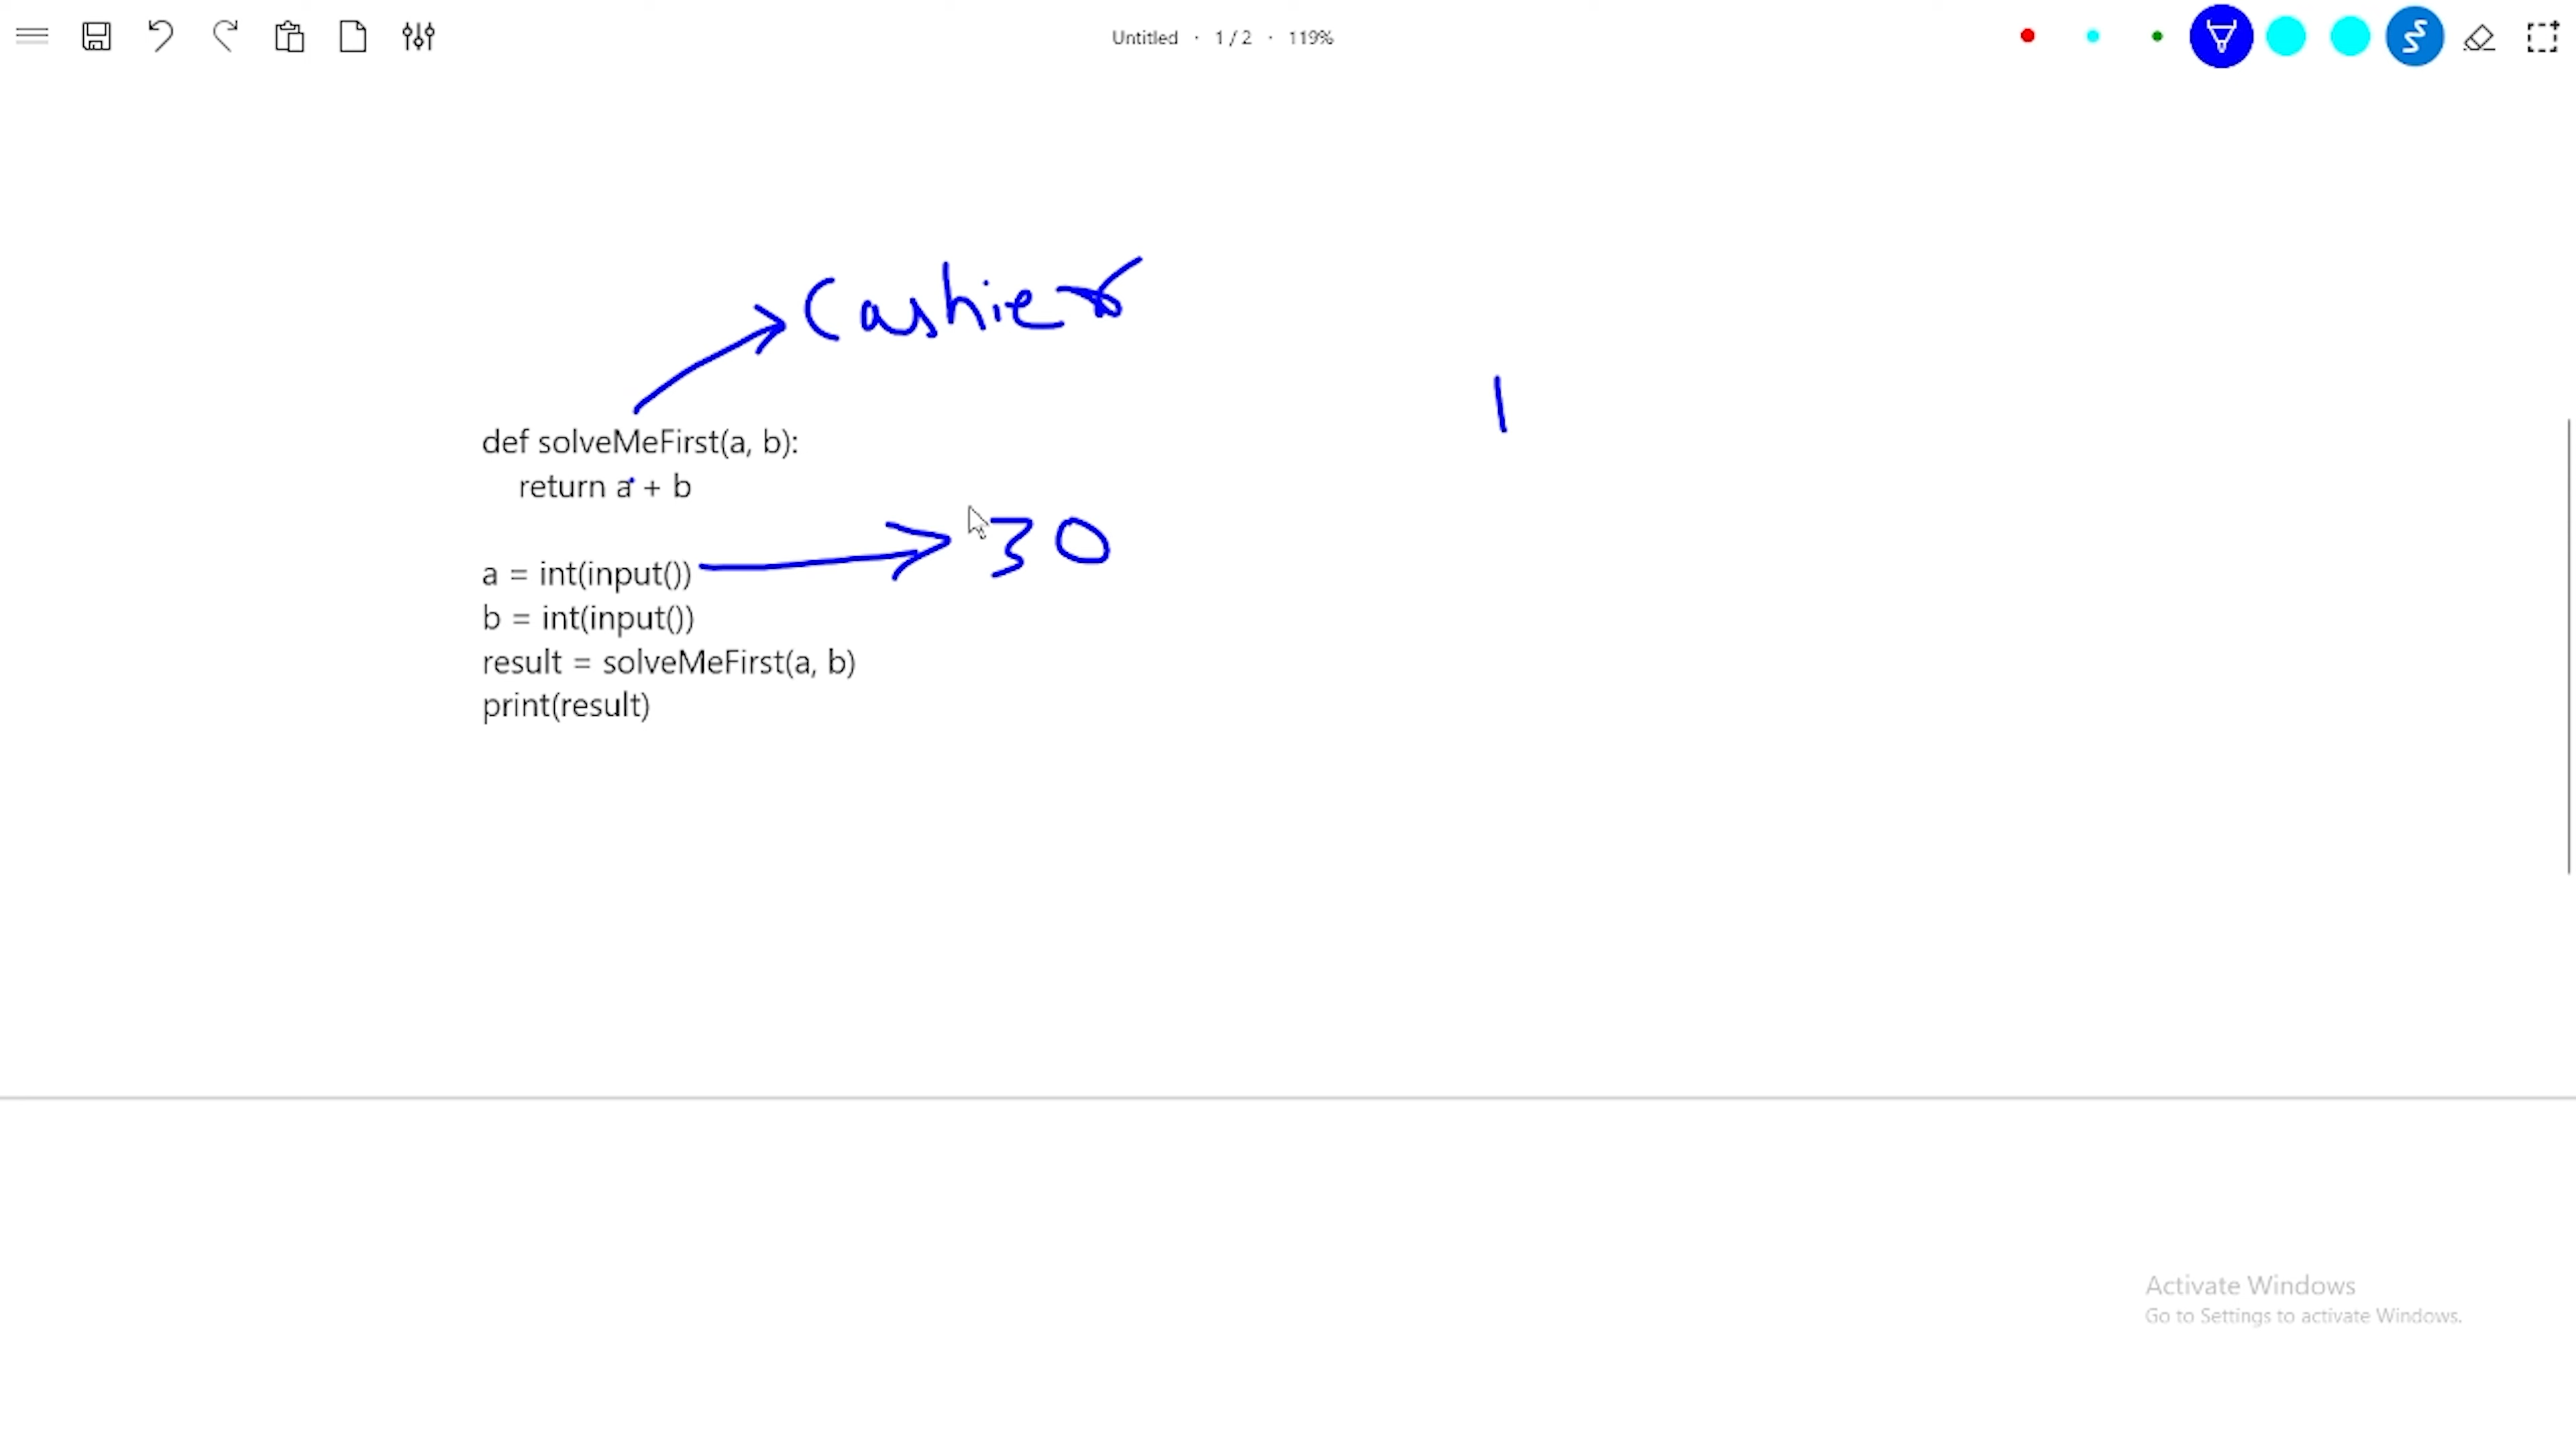 Untitled · 1 / 2 · 119%
Cashier
1
def solveMeFirst(a, b):
return a + b
30
a = int(input())
b = int(input())
result = solveMeFirst(a, b)
print(result)
Activate Windows
Go to Settings to activate Windows.